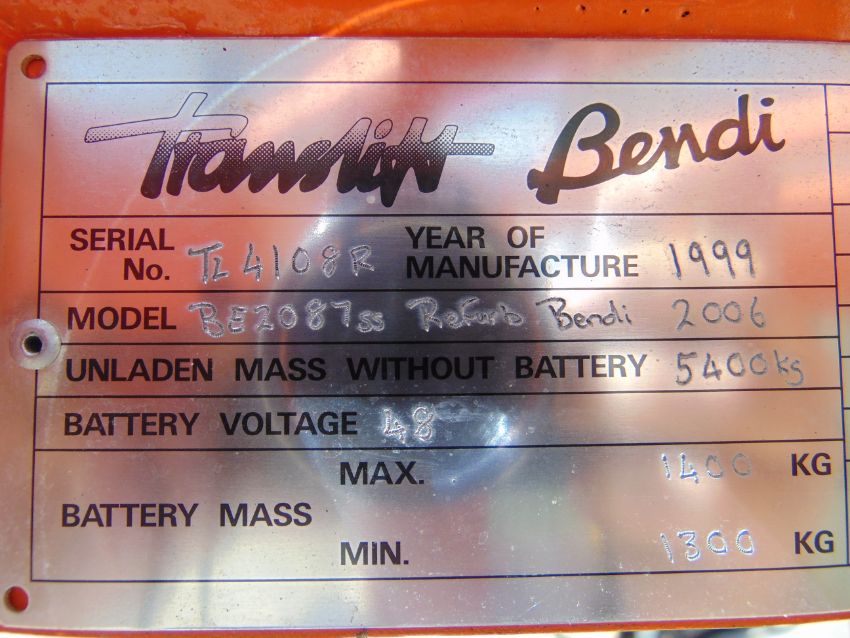 Translift Bendi
SERIAL No. TL4108R YEAR OF MANUFACTURE 1999
MODEL BE2087ss Refurb Bendi 2006
UNLADEN MASS WITHOUT BATTERY 5400kg
BATTERY VOLTAGE 48
BATTERY MASS
MAX. 1400 KG
MIN. 1300 KG